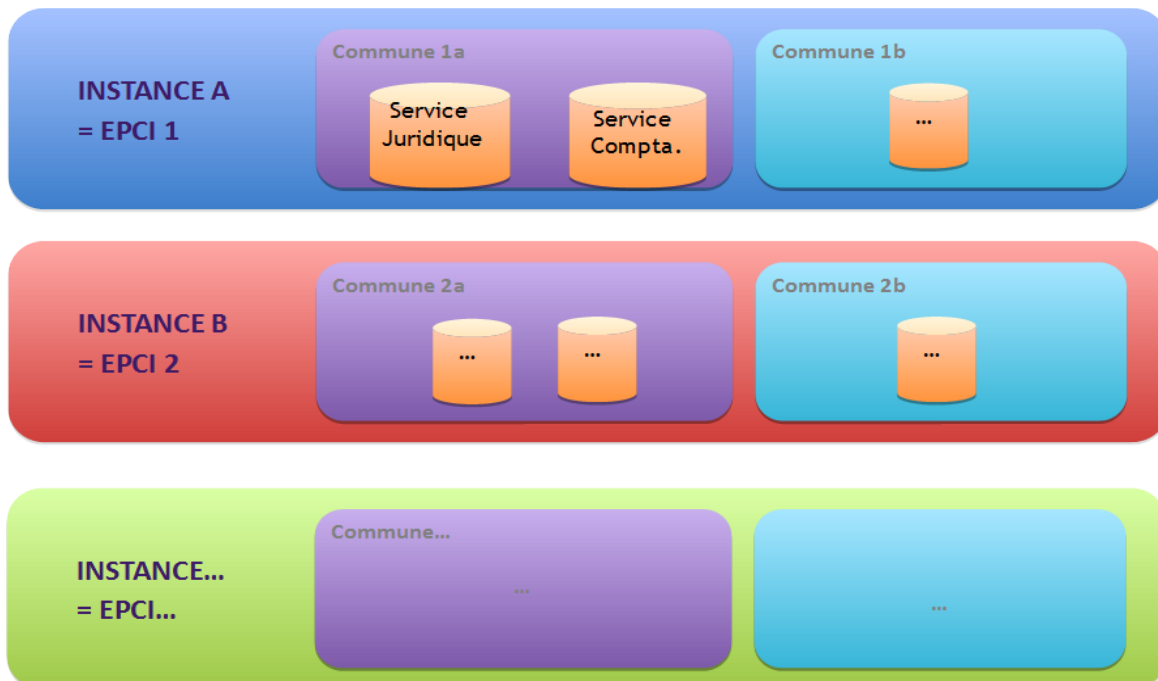 INSTANCE A
= EPCI 1
Commune 1a
Service
Juridique
Service
Compta.
Commune 1b
...
INSTANCE B
= EPCI 2
Commune 2a
...
...
Commune 2b
...
INSTANCE...
= EPCI...
Commune...
...
...